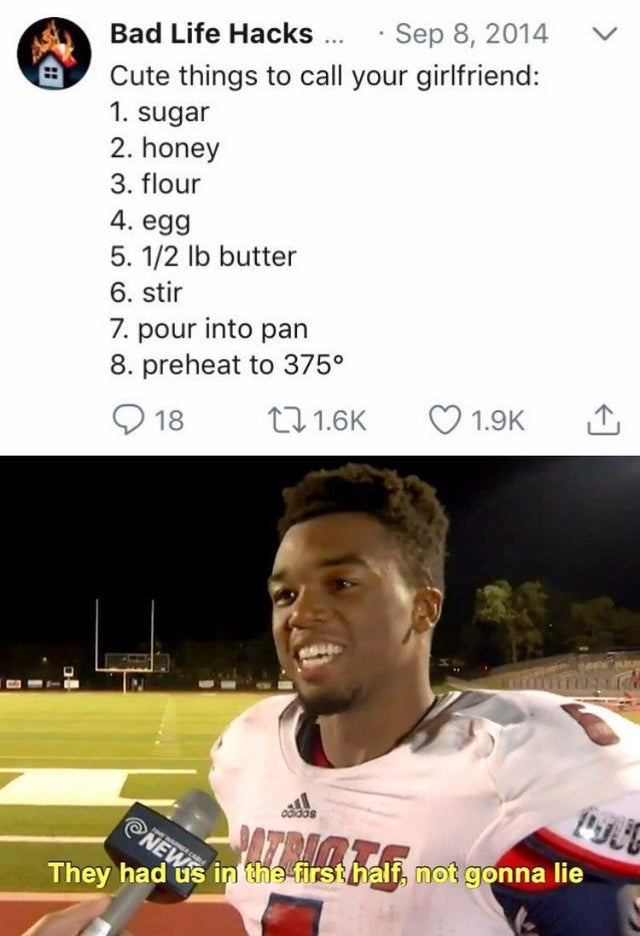 Bad Life Hacks ... · Sep 8, 2014
Cute things to call your girlfriend:
1. sugar
2. honey
3. flour
4. egg
5. 1/2 lb butter
6. stir
7. pour into pan
8. preheat to 375°
18 1.6K 1.9K
adidas
PATRIOTS
NEWS
They had us in the first half, not gonna lie